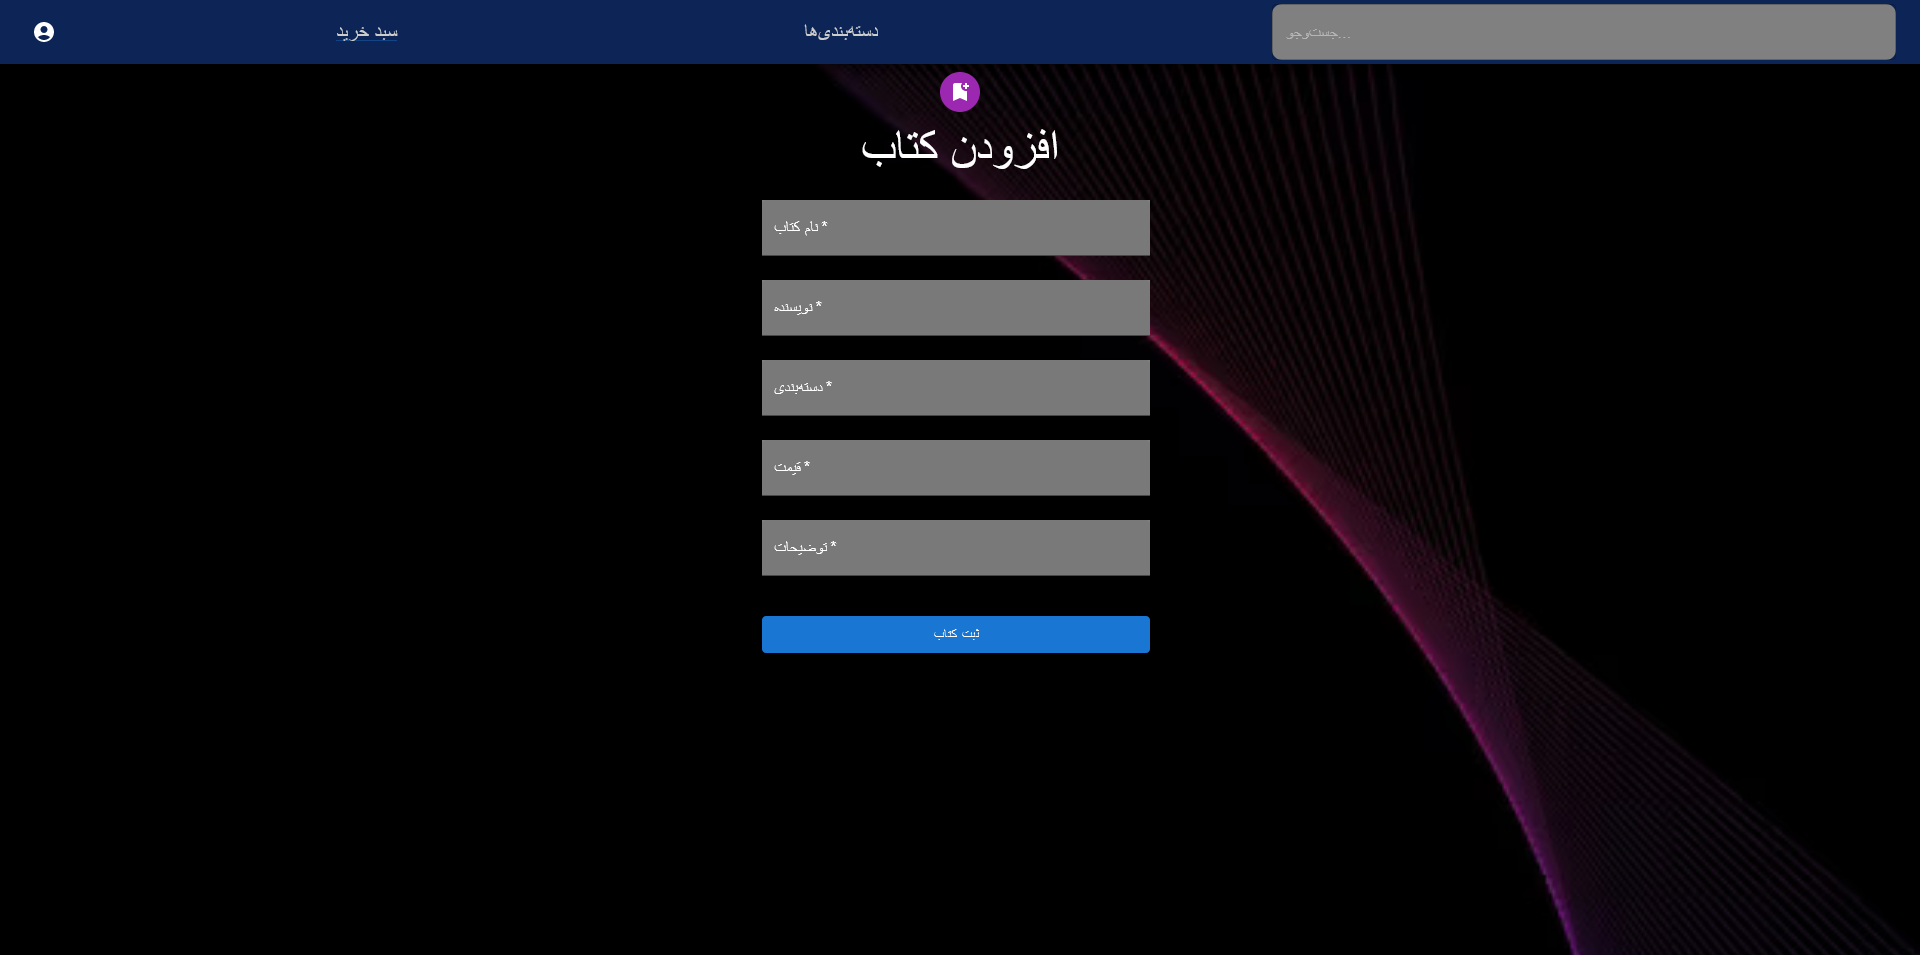 جست‌وجو...
دسته‌بندی‌ها
سبد خرید
افزودن کتاب
نام کتاب *
نویسنده *
دسته‌بندی *
قیمت *
توضیحات *
ثبت کتاب